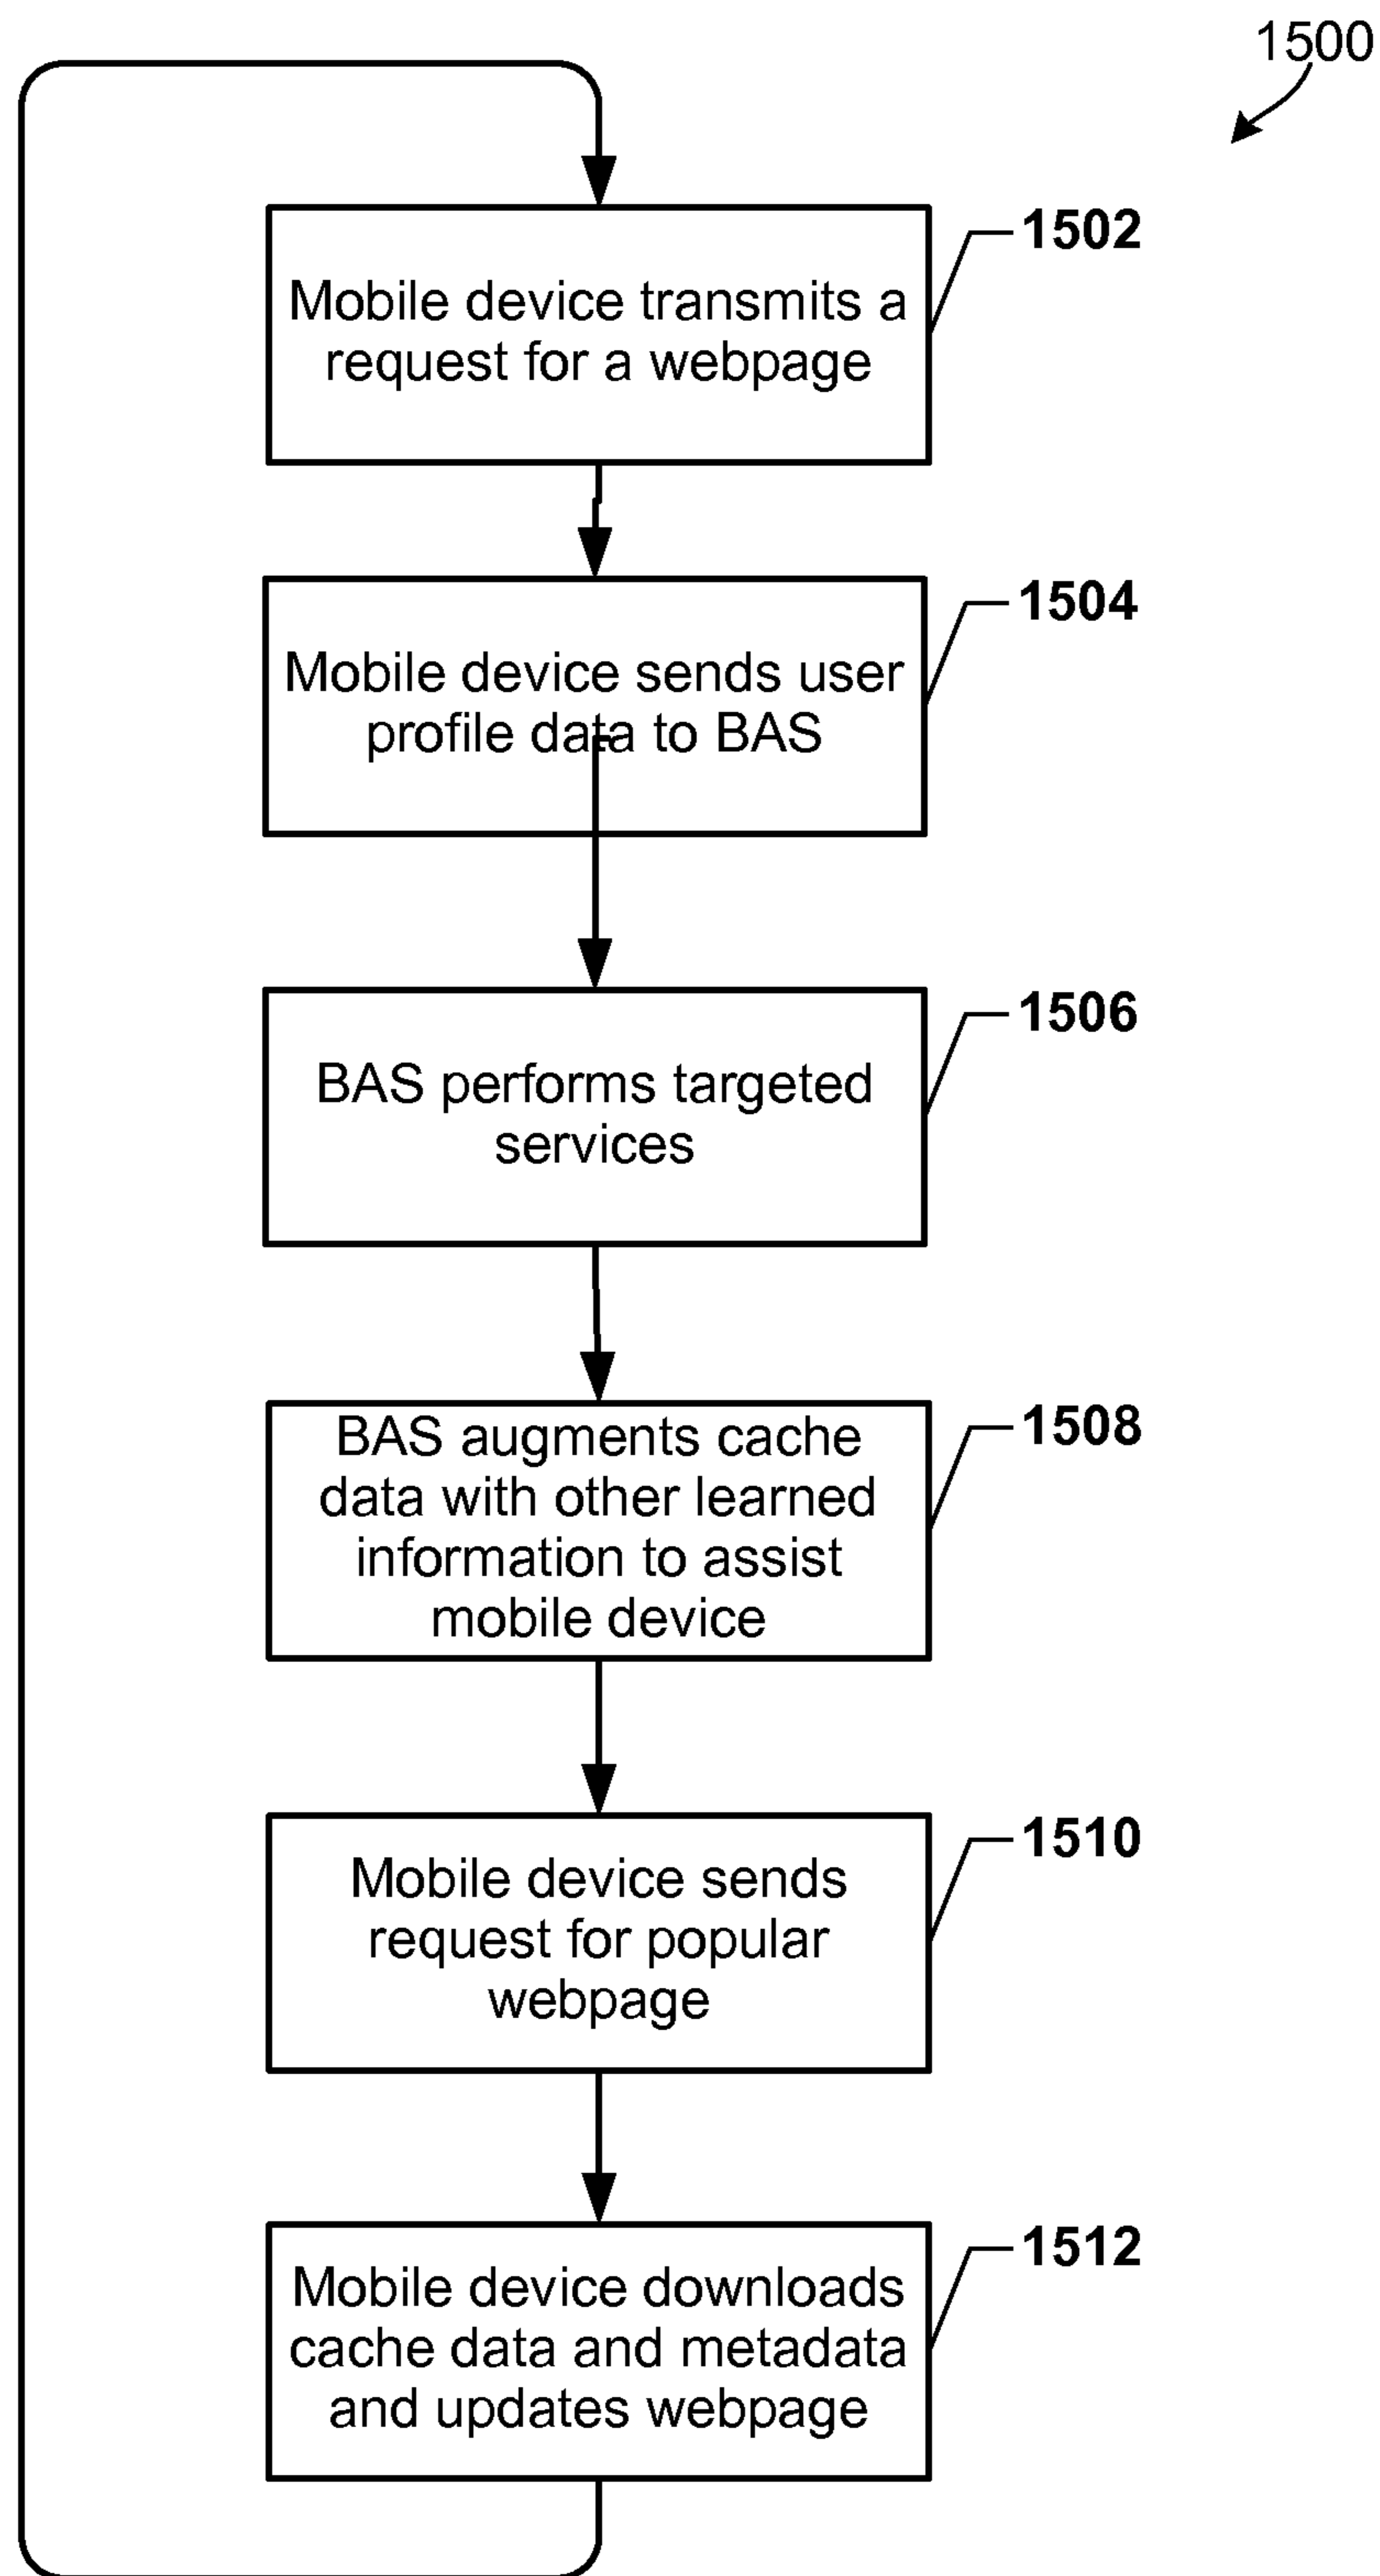 1500
1502
Mobile device transmits a
request for a webpage
1504
Mobile device sends user
profile data to BAS
1506
BAS performs targeted
services
1508
BAS augments cache
data with other learned
information to assist
mobile device
1510
Mobile device sends
request for popular
webpage
1512
Mobile device downloads
cache data and metadata
and updates webpage